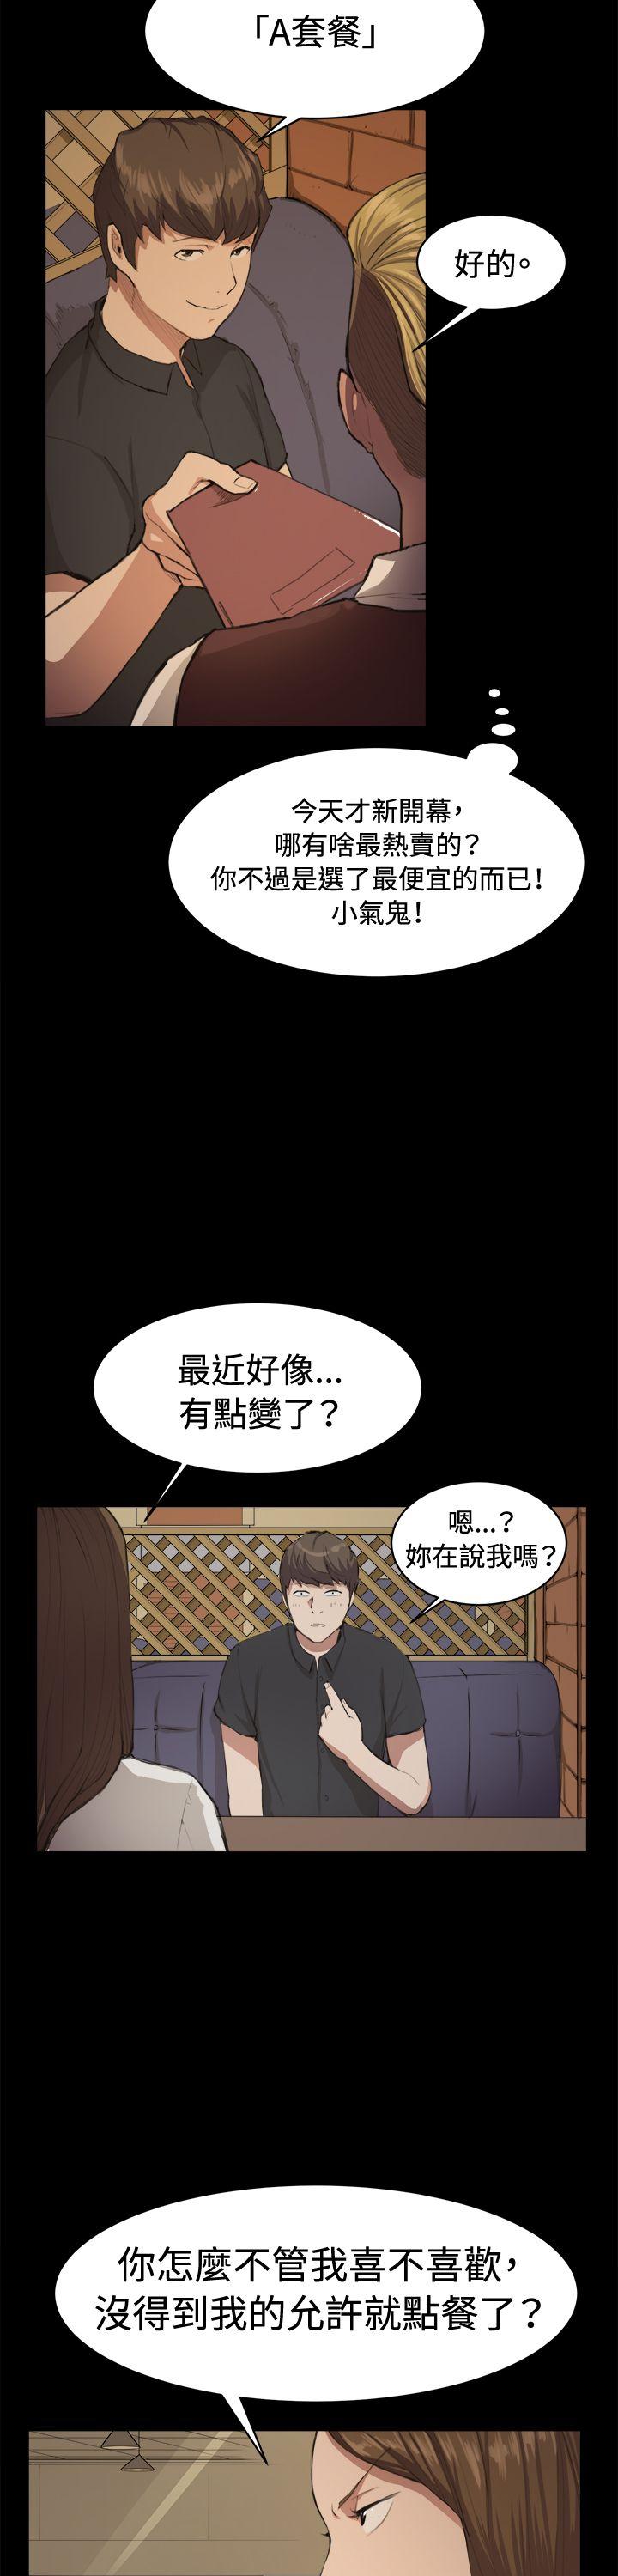 「A套餐」
好的。
今天才新開幕，
哪有啥最熱賣的？
你不過是選了最便宜的而已！
小氣鬼！
最近好像...
有點變了？
嗯...？
妳在說我嗎？
你怎麼不管我喜不喜歡，
沒得到我的允許就點餐了？